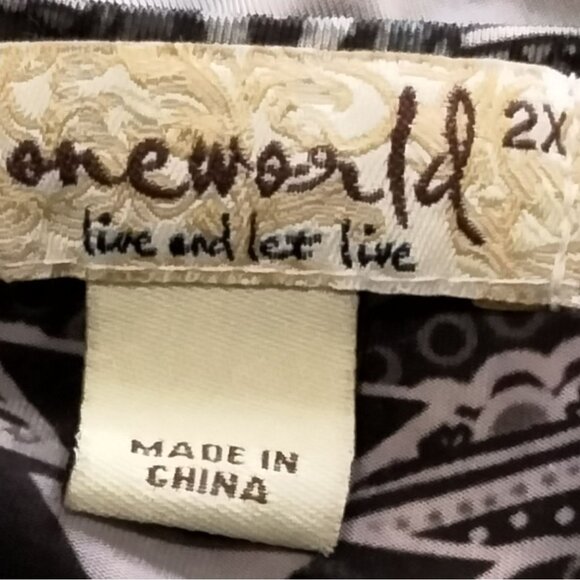 oneworld 2X
live and let live
MADE IN
CHINA